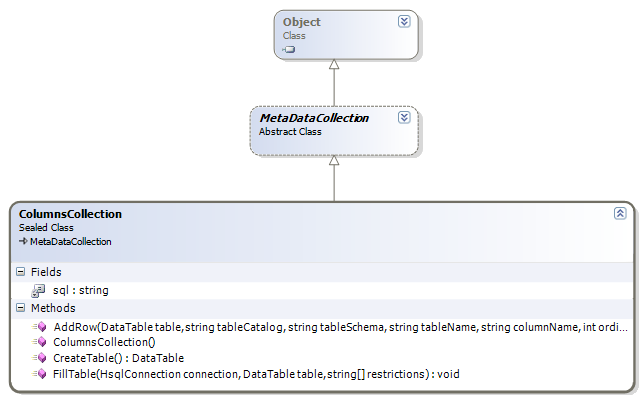 Object
Class
MetaDataCollection
Abstract Class
ColumnsCollection
Sealed Class
MetaDataCollection
Fields
sql : string
Methods
AddRow(DataTable table,string tableCatalog, string tableSchema, string tableName, string columnName, int ordi...
ColumnsCollection()
CreateTable() : DataTable
FillTable(HsqlConnection connection, DataTable table,string[] restrictions) : void